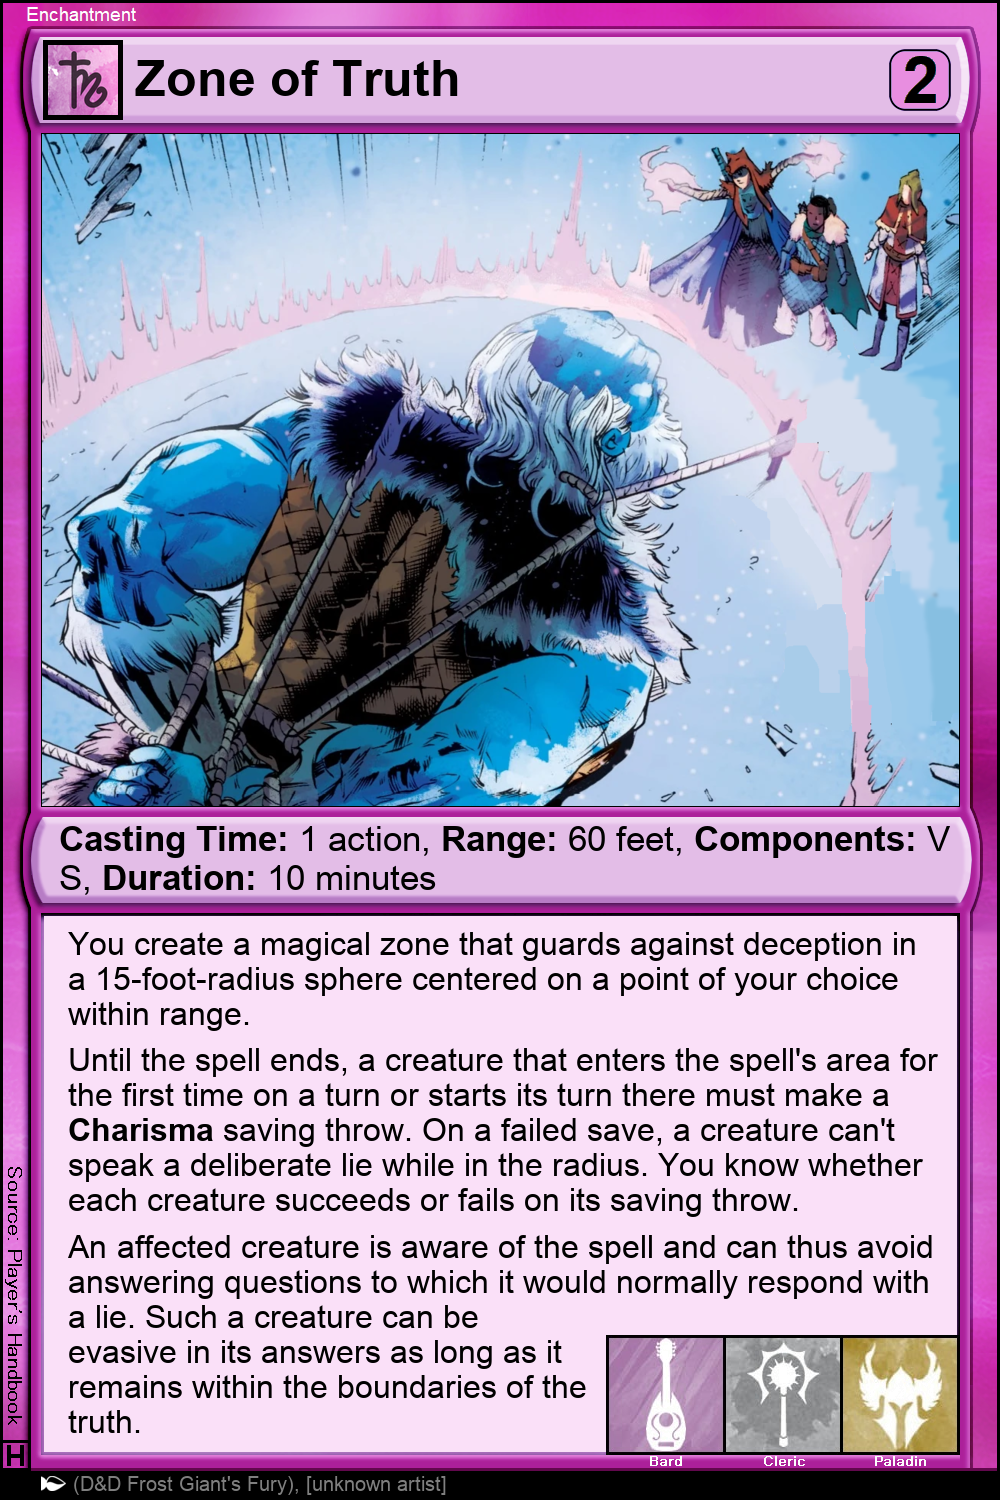 Enchantment
Zone of Truth
2
Casting Time: 1 action, Range: 60 feet, Components: V
S, Duration: 10 minutes
You create a magical zone that guards against deception in
a 15-foot-radius sphere centered on a point of your choice
within range.
Until the spell ends, a creature that enters the spell's area for
the first time on a turn or starts its turn there must make a
Charisma saving throw. On a failed save, a creature can't
speak a deliberate lie while in the radius. You know whether
each creature succeeds or fails on its saving throw.
An affected creature is aware of the spell and can thus avoid
answering questions to which it would normally respond with
a lie. Such a creature can be
evasive in its answers as long as it
remains within the boundaries of the
truth.
Bard
Cleric
Paladin
Source: Player's Handbook
H
(D&D Frost Giant's Fury), [unknown artist]